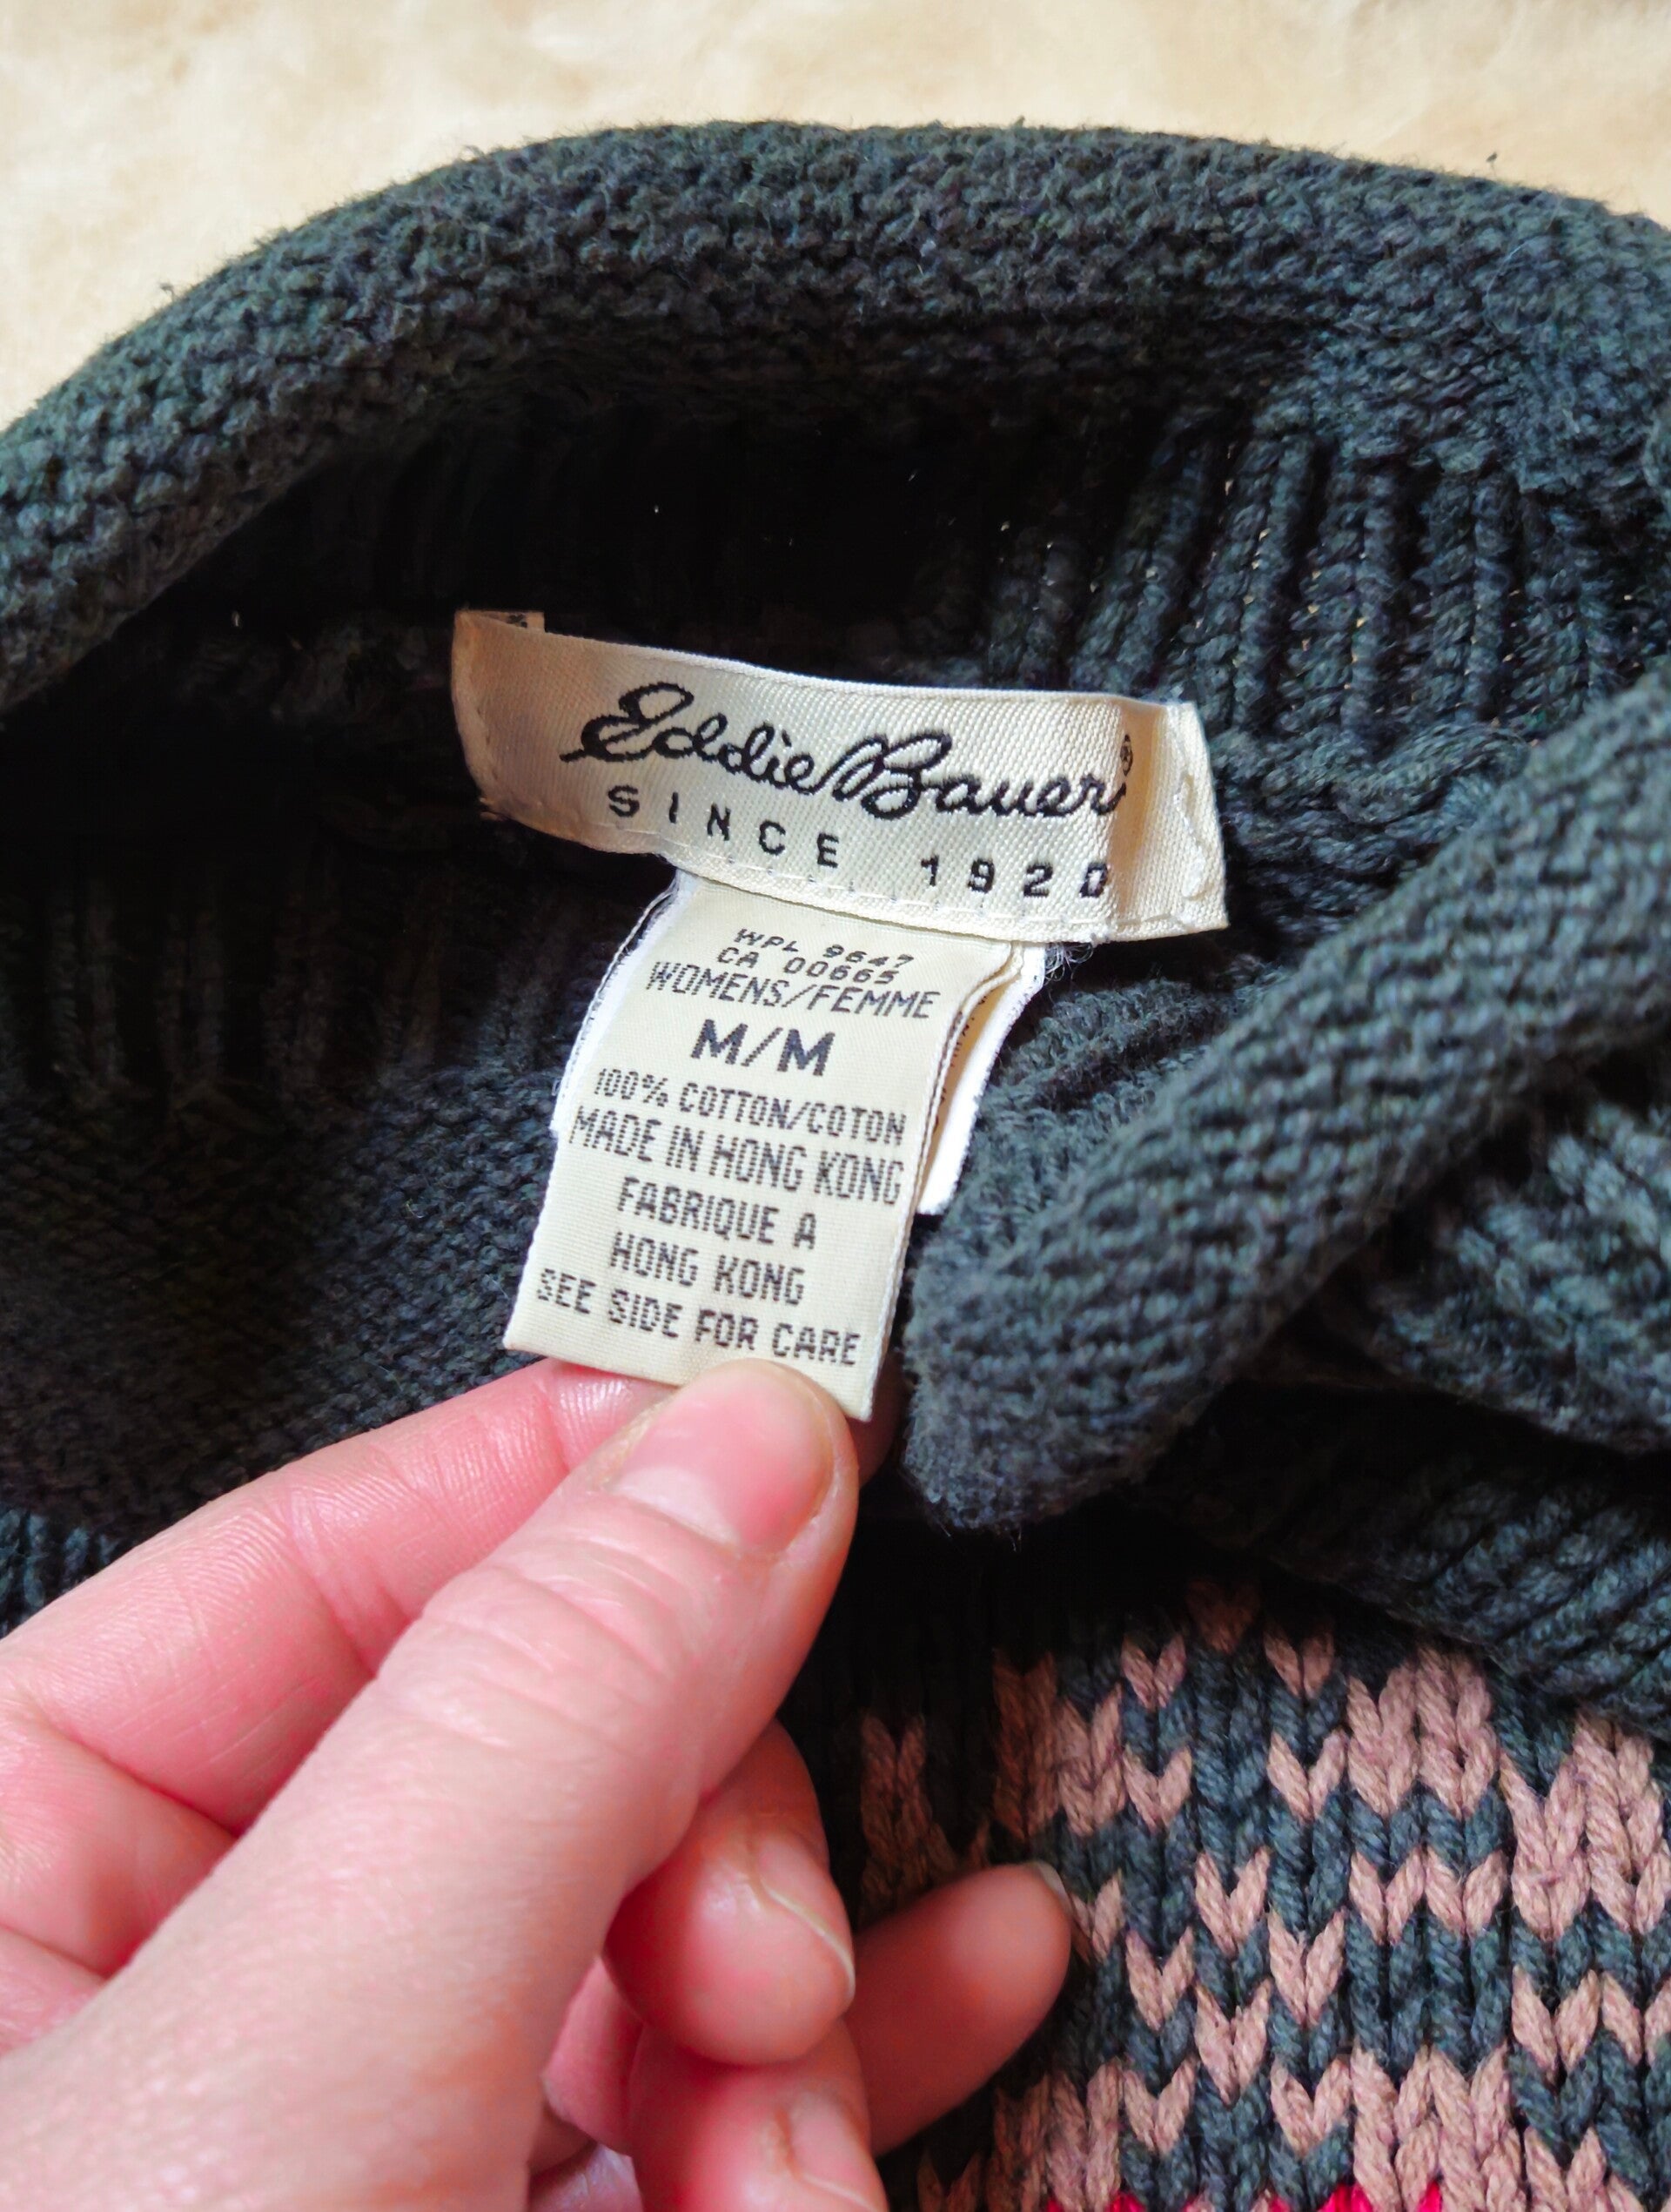 Eddie Bauer®
SINCE 1920
WPL 9647
CA 00665
WOMENS/FEMME
M/M
100% COTTON/COTON
MADE IN HONG KONG
FABRIQUE A
HONG KONG
SEE SIDE FOR CARE